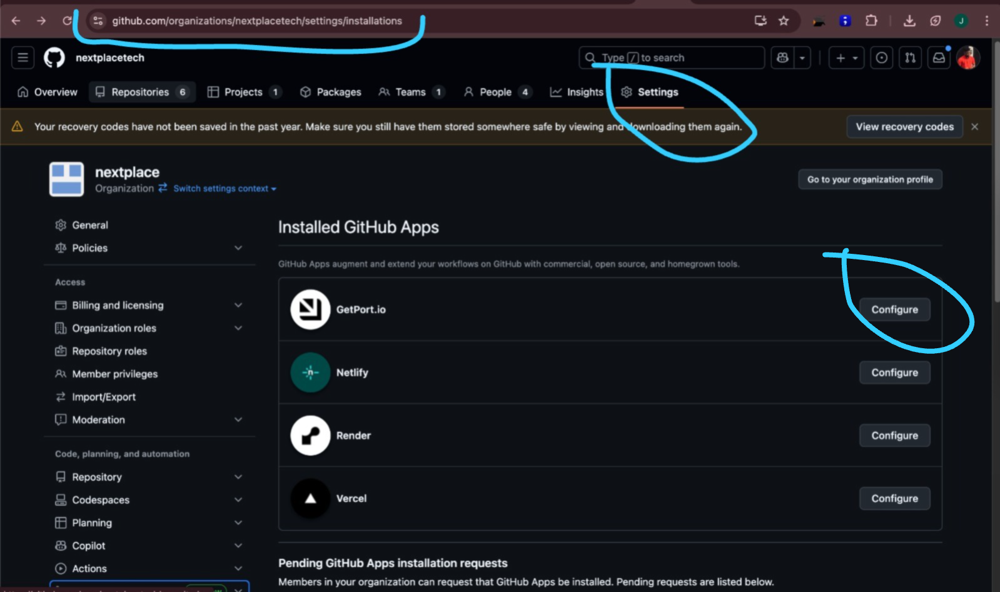 github.com/organizations/nextplacetech/settings/installations
J
nextplacetech
Type / to search
Overview
Repositories 6
Projects 1
Packages
Teams 1
People 4
Insights
Settings
Your recovery codes have not been saved in the past year. Make sure you still have them stored somewhere safe by viewing and downloading them again.
View recovery codes
nextplace
Organization
Switch settings context
Go to your organization profile
General
Policies
Access
Billing and licensing
Organization roles
Repository roles
Member privileges
Import/Export
Moderation
Code, planning, and automation
Repository
Codespaces
Planning
Copilot
Actions
Installed GitHub Apps
GitHub Apps augment and extend your workflows on GitHub with commercial, open source, and homegrown tools.
GetPort.io
Configure
n
Netlify
Configure
Render
Configure
Vercel
Configure
Pending GitHub Apps installation requests
Members in your organization can request that GitHub Apps be installed. Pending requests are listed below.